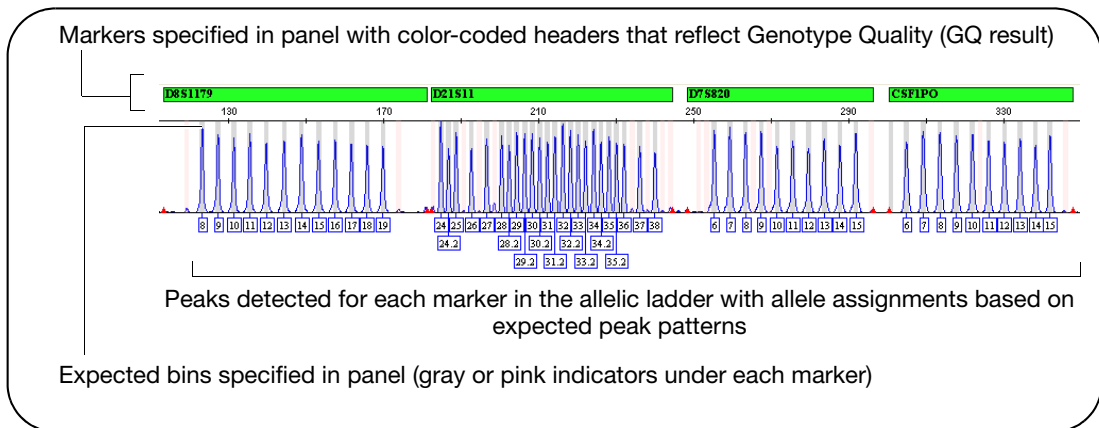 Markers specified in panel with color-coded headers that reflect Genotype Quality (GQ result)
D8S1179 D21S11 D7S820 CSF1PO
130 170 210 250 290 330
8 9 10 11 12 13 14 15 16 17 18 19 24 25 26 27 28 29 30 31 32 33 34 35 36 37 38 6 7 8 9 10 11 12 13 14 15 6 7 8 9 10 11 12 13 14 15
24.2 28.2 30.2 32.2 34.2
29.2 31.2 33.2 35.2
Peaks detected for each marker in the allelic ladder with allele assignments based on
expected peak patterns
Expected bins specified in panel (gray or pink indicators under each marker)